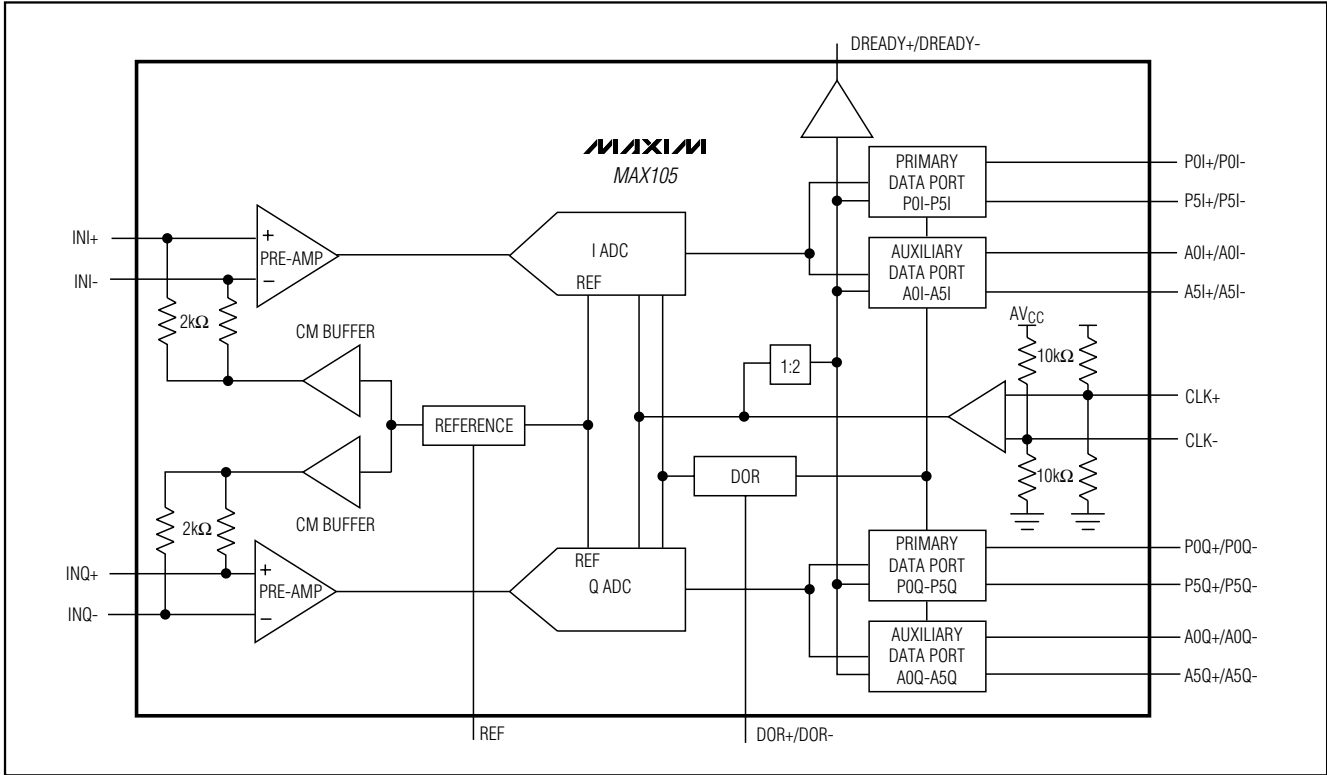 DREADY+/DREADY-
MAXIM
MAX105
PRIMARY
DATA PORT
P0I-P5I
P0I+/P0I-
P5I+/P5I-
INI+
INI-
+
PRE-AMP
−
I ADC
REF
AUXILIARY
DATA PORT
A0I-A5I
A0I+/A0I-
A5I+/A5I-
2kΩ
CM BUFFER
AVCC
10kΩ
1:2
CLK+
CLK-
REFERENCE
DOR
10kΩ
2kΩ
CM BUFFER
INQ+
INQ-
+
PRE-AMP
−
REF
Q ADC
PRIMARY
DATA PORT
P0Q-P5Q
P0Q+/P0Q-
P5Q+/P5Q-
AUXILIARY
DATA PORT
A0Q-A5Q
A0Q+/A0Q-
A5Q+/A5Q-
REF
DOR+/DOR-